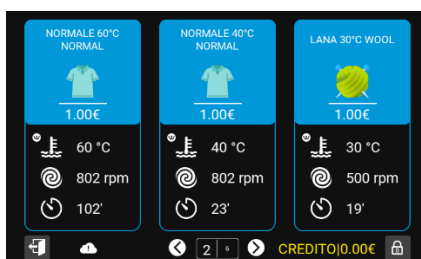 NORMALE 60°C
NORMAL
1.00€
60 °C
802 rpm
102'
NORMALE 40°C
NORMAL
1.00€
40 °C
802 rpm
23'
LANA 30°C WOOL
1.00€
30 °C
500 rpm
19'
2 6
CREDITO|0.00€